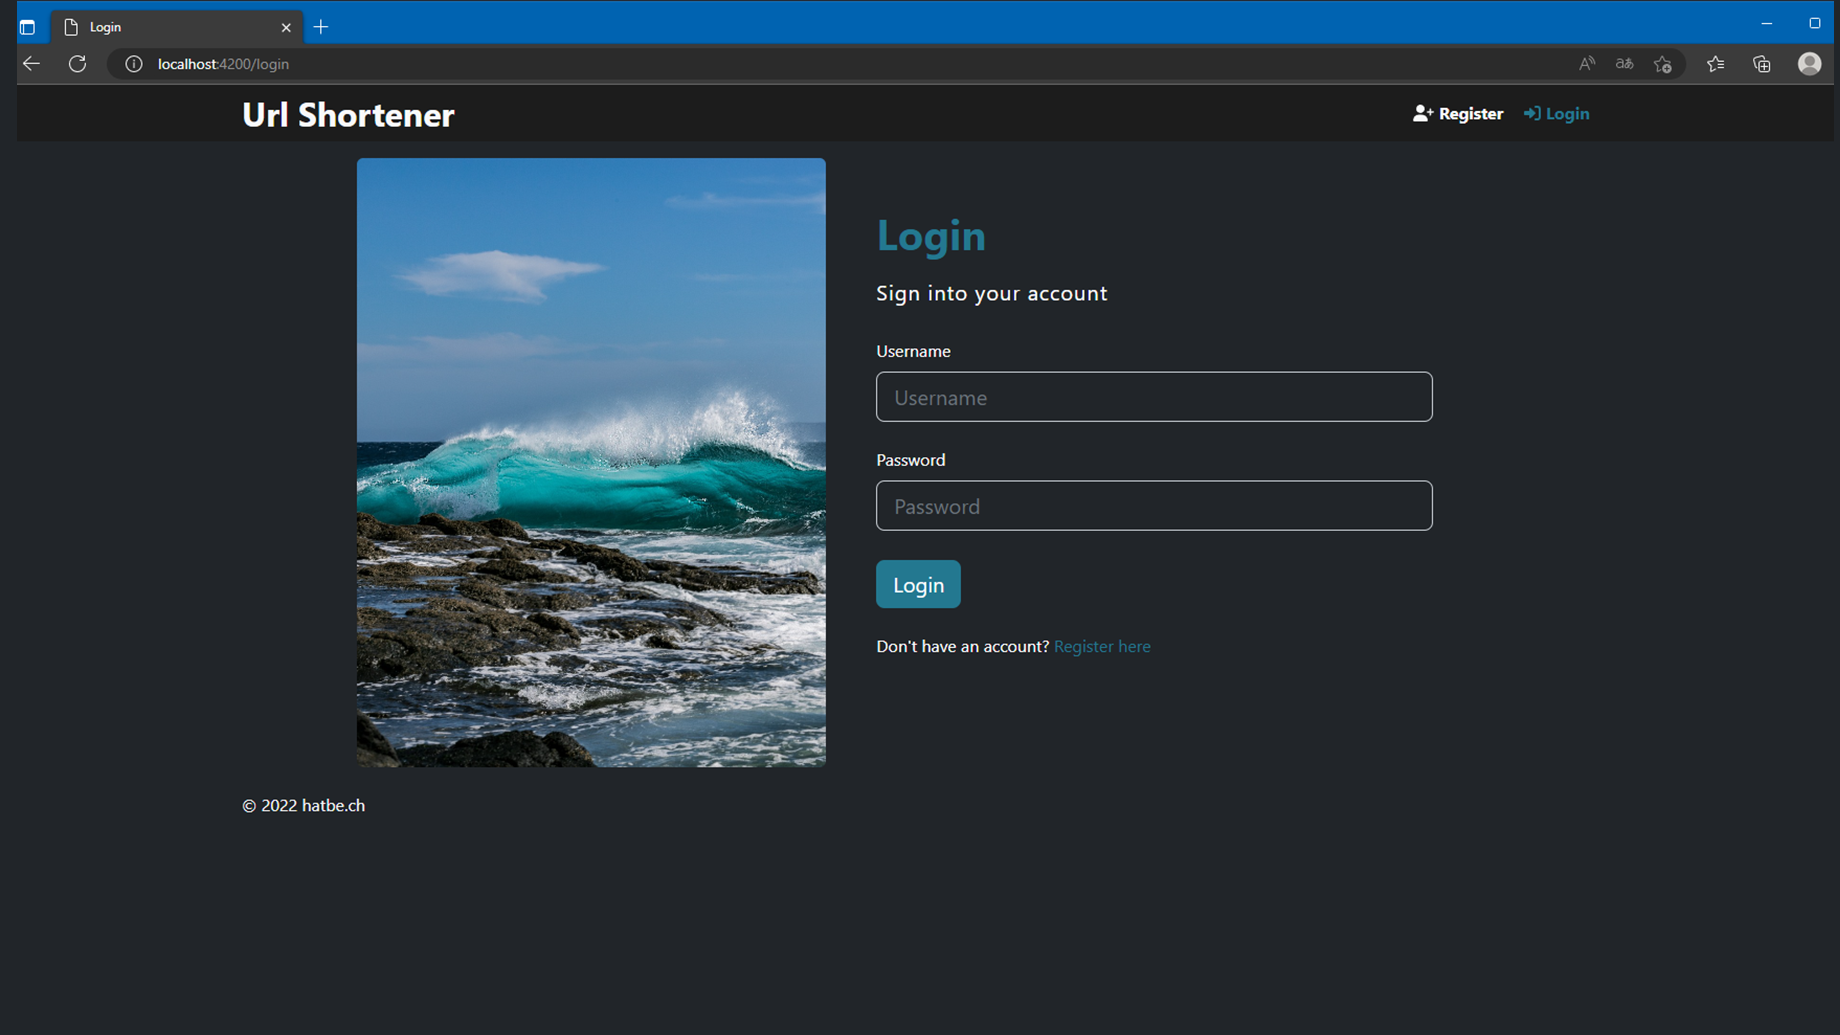 Login
localhost:4200/login
Url Shortener
Register
Login
Login
Sign into your account
Username
Username
Password
Password
Login
Don't have an account? Register here
© 2022 hatbe.ch